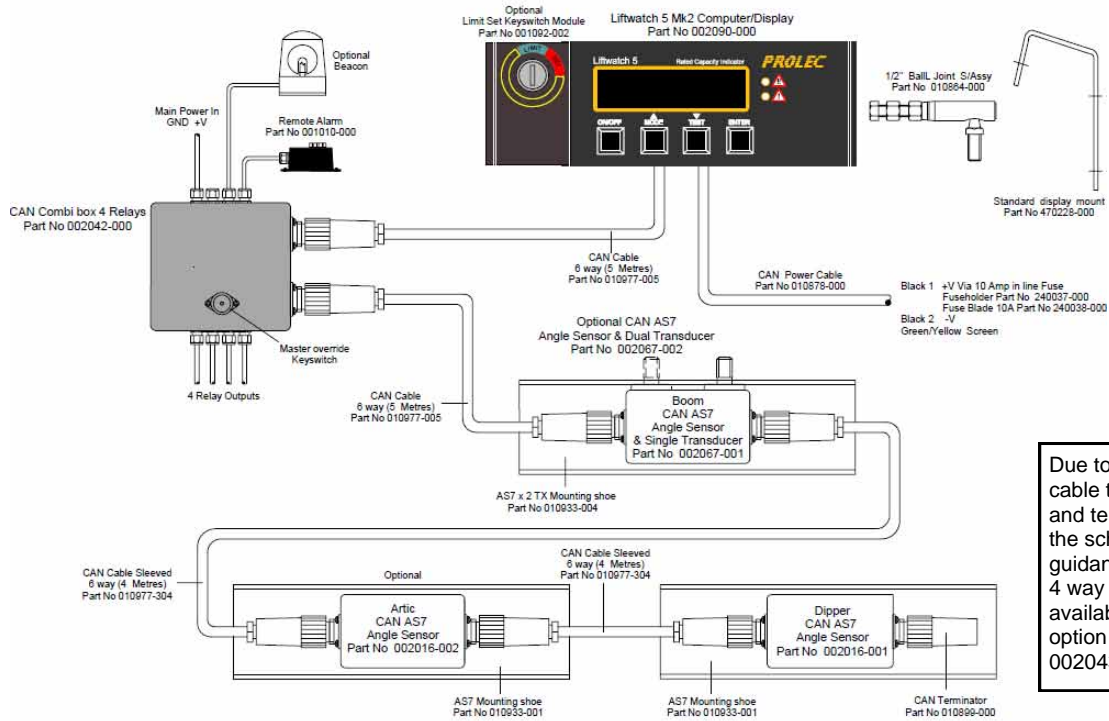 Optional
Limit Set Keyswitch Module
Part No 001092-002
Liftwatch 5 Mk2 Computer/Display
Part No 002090-000
LIMIT
Liftwatch 5
Rated Capacity Indicator
PROLEC
ON/OFF
MODE
TEST
ENTER
Optional
Beacon
Main Power In
GND +V
Remote Alarm
Part No 001010-000
1/2" BallL Joint S/Assy
Part No 010864-000
Standard display mount
Part No 470228-000
CAN Combi box 4 Relays
Part No 002042-000
CAN Cable
6 way (5 Metres)
Part No 010977-005
CAN Power Cable
Part No 010878-000
Black 1 +V Via 10 Amp in line Fuse
Fuseholder Part No 240037-000
Fuse Blade 10A Part No 240038-000
Black 2 -V
Green/Yellow Screen
Master override
Keyswitch
4 Relay Outputs
Optional CAN AS7
Angle Sensor & Dual Transducer
Part No 002067-002
CAN Cable
6 way (5 Metres)
Part No 010977-005
Boom
CAN AS7
Angle Sensor
& Single Transducer
Part No 002067-001
AS7 x 2 TX Mounting shoe
Part No 010933-004
Due to
cable t
and te
the sch
guidan
4 way
availab
option
00204
CAN Cable Sleeved
6 way (4 Metres)
Part No 010977-304
Optional
CAN Cable Sleeved
6 way (4 Metres)
Part No 010977-304
Artic
CAN AS7
Angle Sensor
Part No 002016-002
Dipper
CAN AS7
Angle Sensor
Part No 002016-001
AS7 Mounting shoe
Part No 010933-001
AS7 Mounting shoe
Part No 010933-001
CAN Terminator
Part No 010899-000